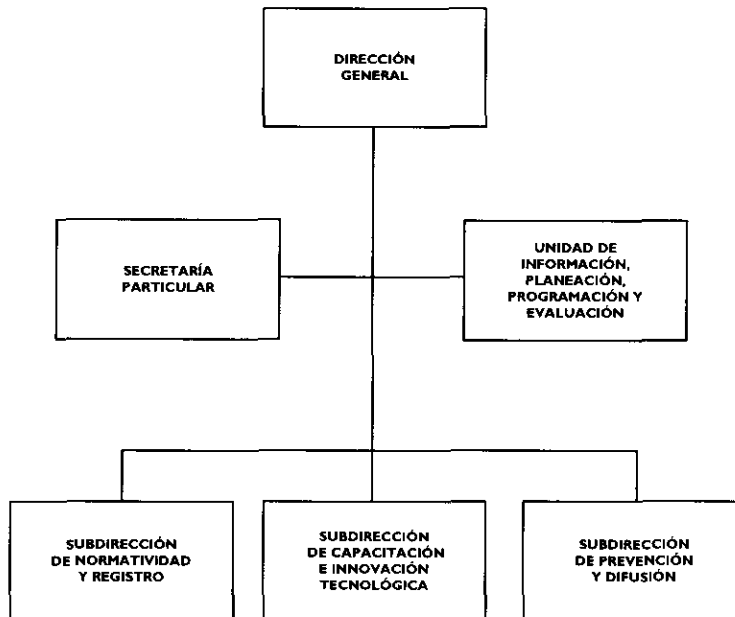 DIRECCIÓN
GENERAL
SECRETARÍA
PARTICULAR
UNIDAD DE
INFORMACIÓN,
PLANEACIÓN,
PROGRAMACIÓN Y
EVALUACIÓN
SUBDIRECCIÓN
DE NORMATIVIDAD
Y REGISTRO
SUBDIRECCIÓN
DE CAPACITACIÓN
E INNOVACIÓN
TECNOLÓGICA
SUBDIRECCIÓN
DE PREVENCIÓN
Y DIFUSIÓN